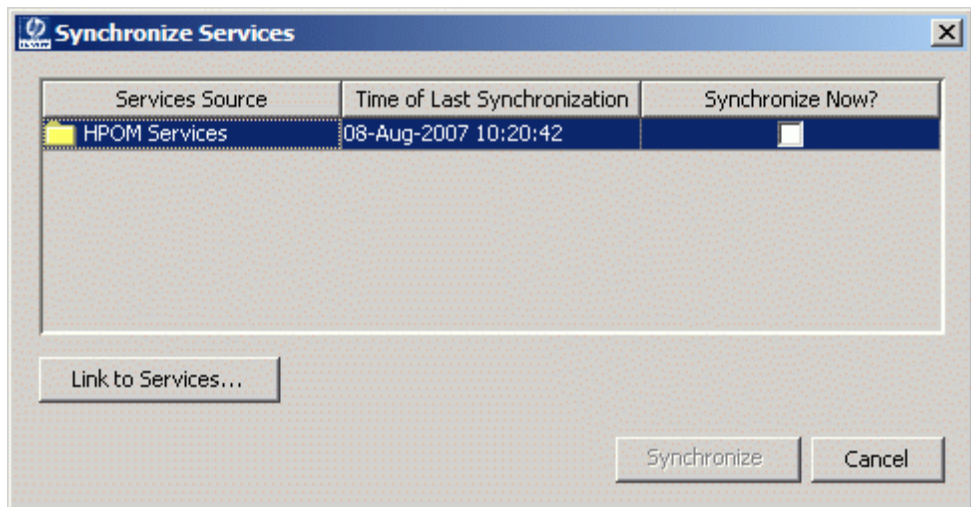 Synchronize Services
Services Source Time of Last Synchronization Synchronize Now?
HPOM Services 08-Aug-2007 10:20:42
Link to Services...
Synchronize Cancel